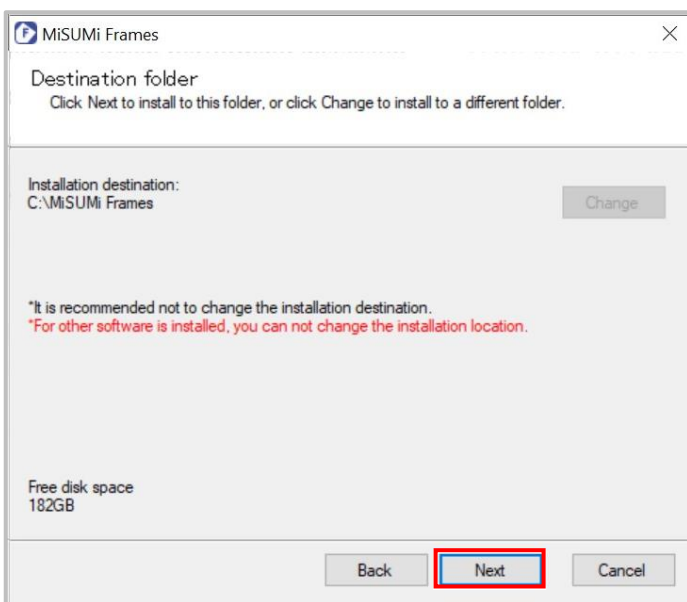 MiSUMi Frames
Destination folder
Click Next to install to this folder, or click Change to install to a different folder.
Installation destination:
C:\MiSUMi Frames
Change
*It is recommended not to change the installation destination.
*For other software is installed, you can not change the installation location.
Free disk space
182GB
Back
Next
Cancel